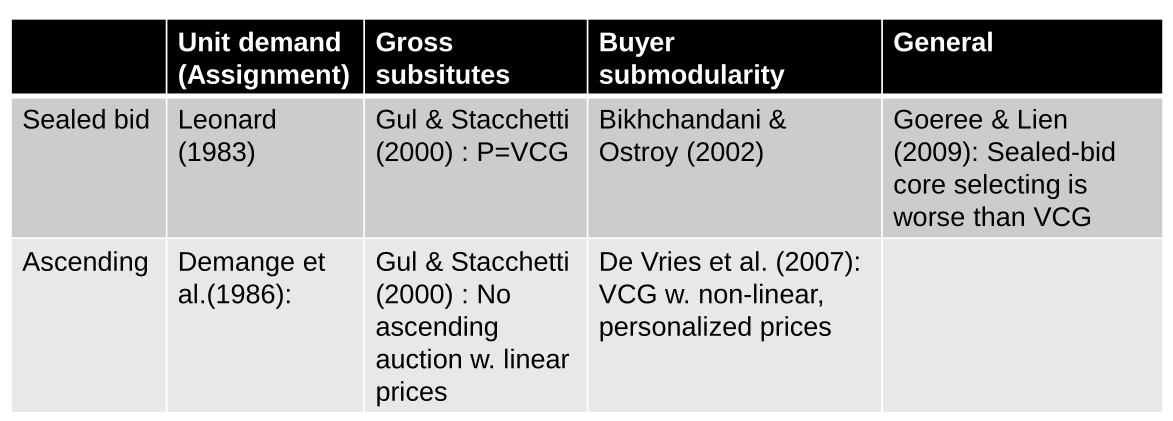 Unit demand
(Assignment)
Gross
subsitutes
Buyer
submodularity
General
Sealed bid
Leonard
(1983)
Gul & Stacchetti
(2000) : P=VCG
Bikhchandani &
Ostroy (2002)
Goeree & Lien
(2009): Sealed-bid
core selecting is
worse than VCG
Ascending
Demange et
al.(1986):
Gul & Stacchetti
(2000) : No
ascending
auction w. linear
prices
De Vries et al. (2007):
VCG w. non-linear,
personalized prices